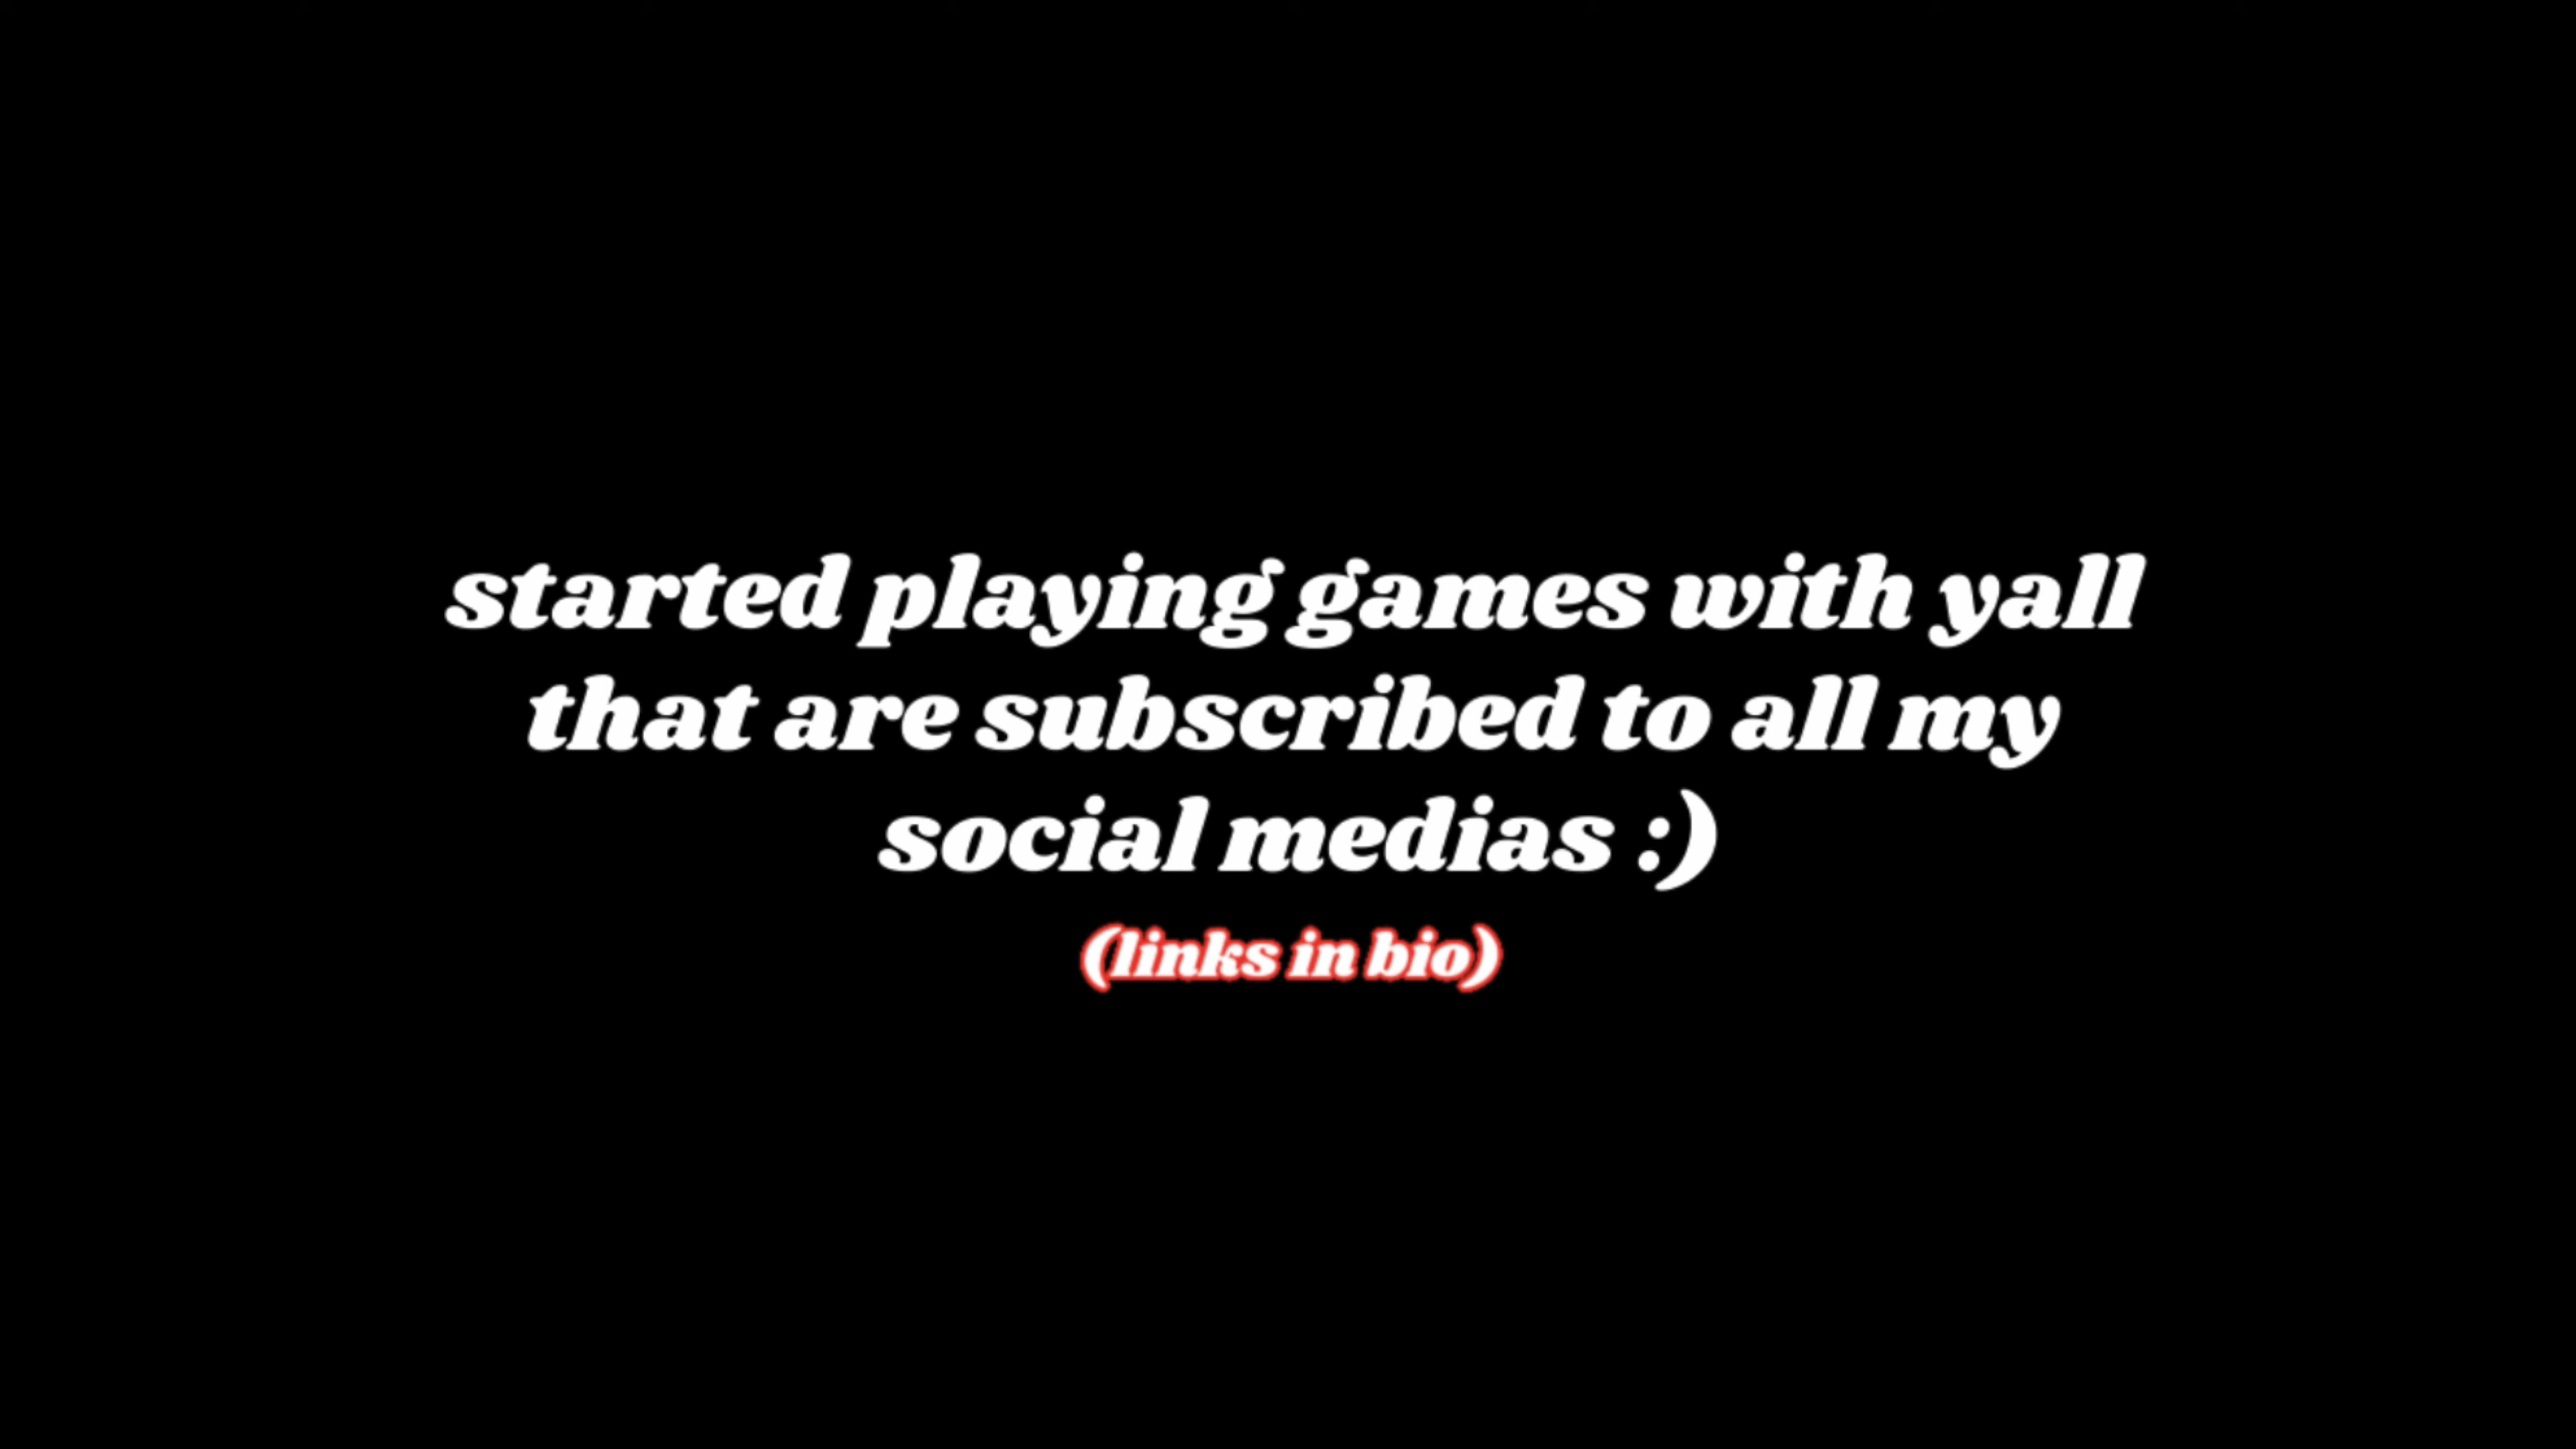 started playing games with yall
that are subscribed to all my
social medias :)
(links in bio)